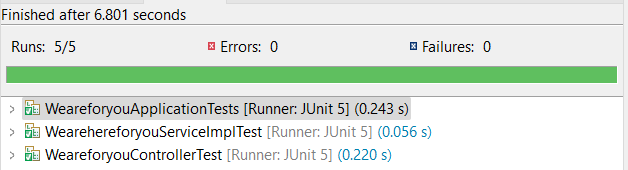 Finished after 6.801 seconds
Runs: 5/5 Errors: 0 Failures: 0
WeareforyouApplicationTests [Runner: JUnit 5] (0.243 s)
WearehereforyouServiceImplTest [Runner: JUnit 5] (0.056 s)
WeareforyouControllerTest [Runner: JUnit 5] (0.220 s)